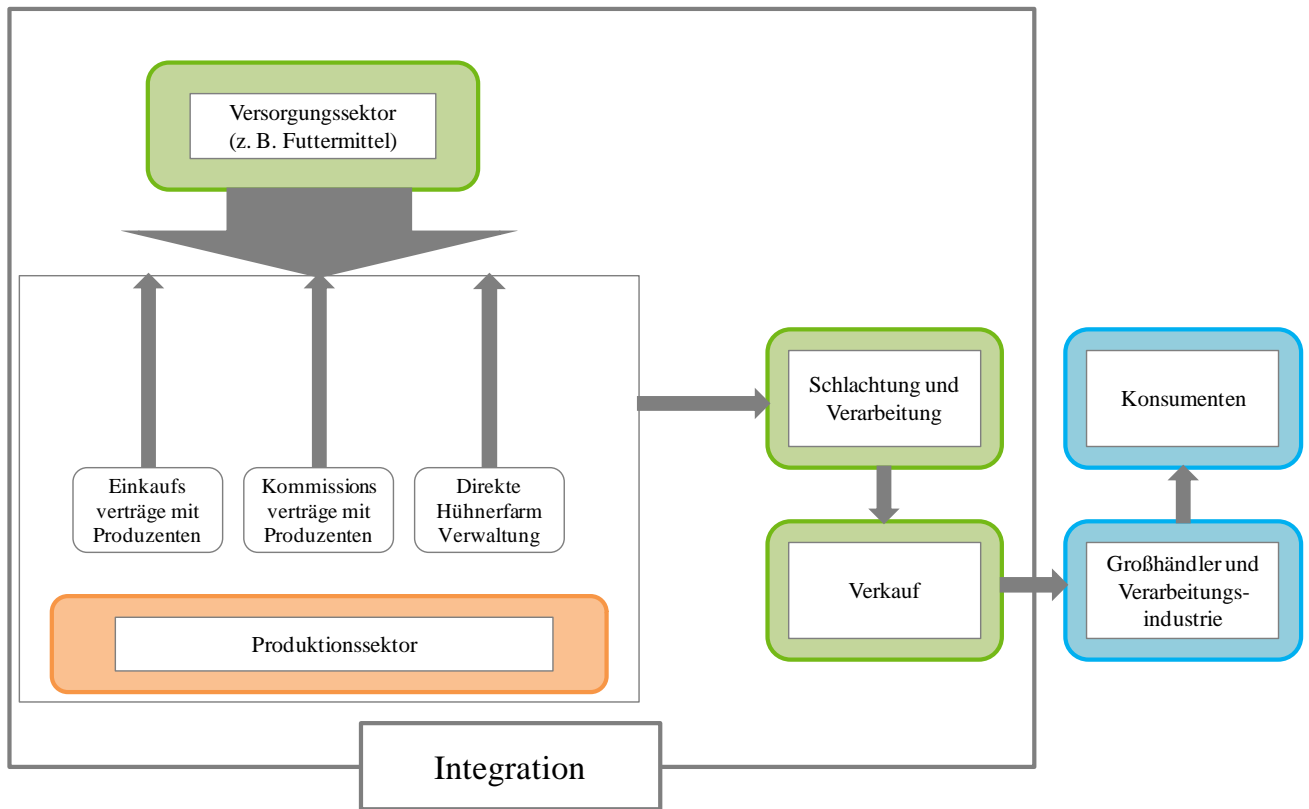 Versorgungssektor
(z. B. Futtermittel)
Einkaufs
verträge mit
Produzenten
Kommissions
verträge mit
Produzenten
Direkte
Hühnerfarm
Verwaltung
Produktionssektor
Schlachtung und
Verarbeitung
Verkauf
Konsumenten
Großhändler und
Verarbeitungs-
industrie
Integration